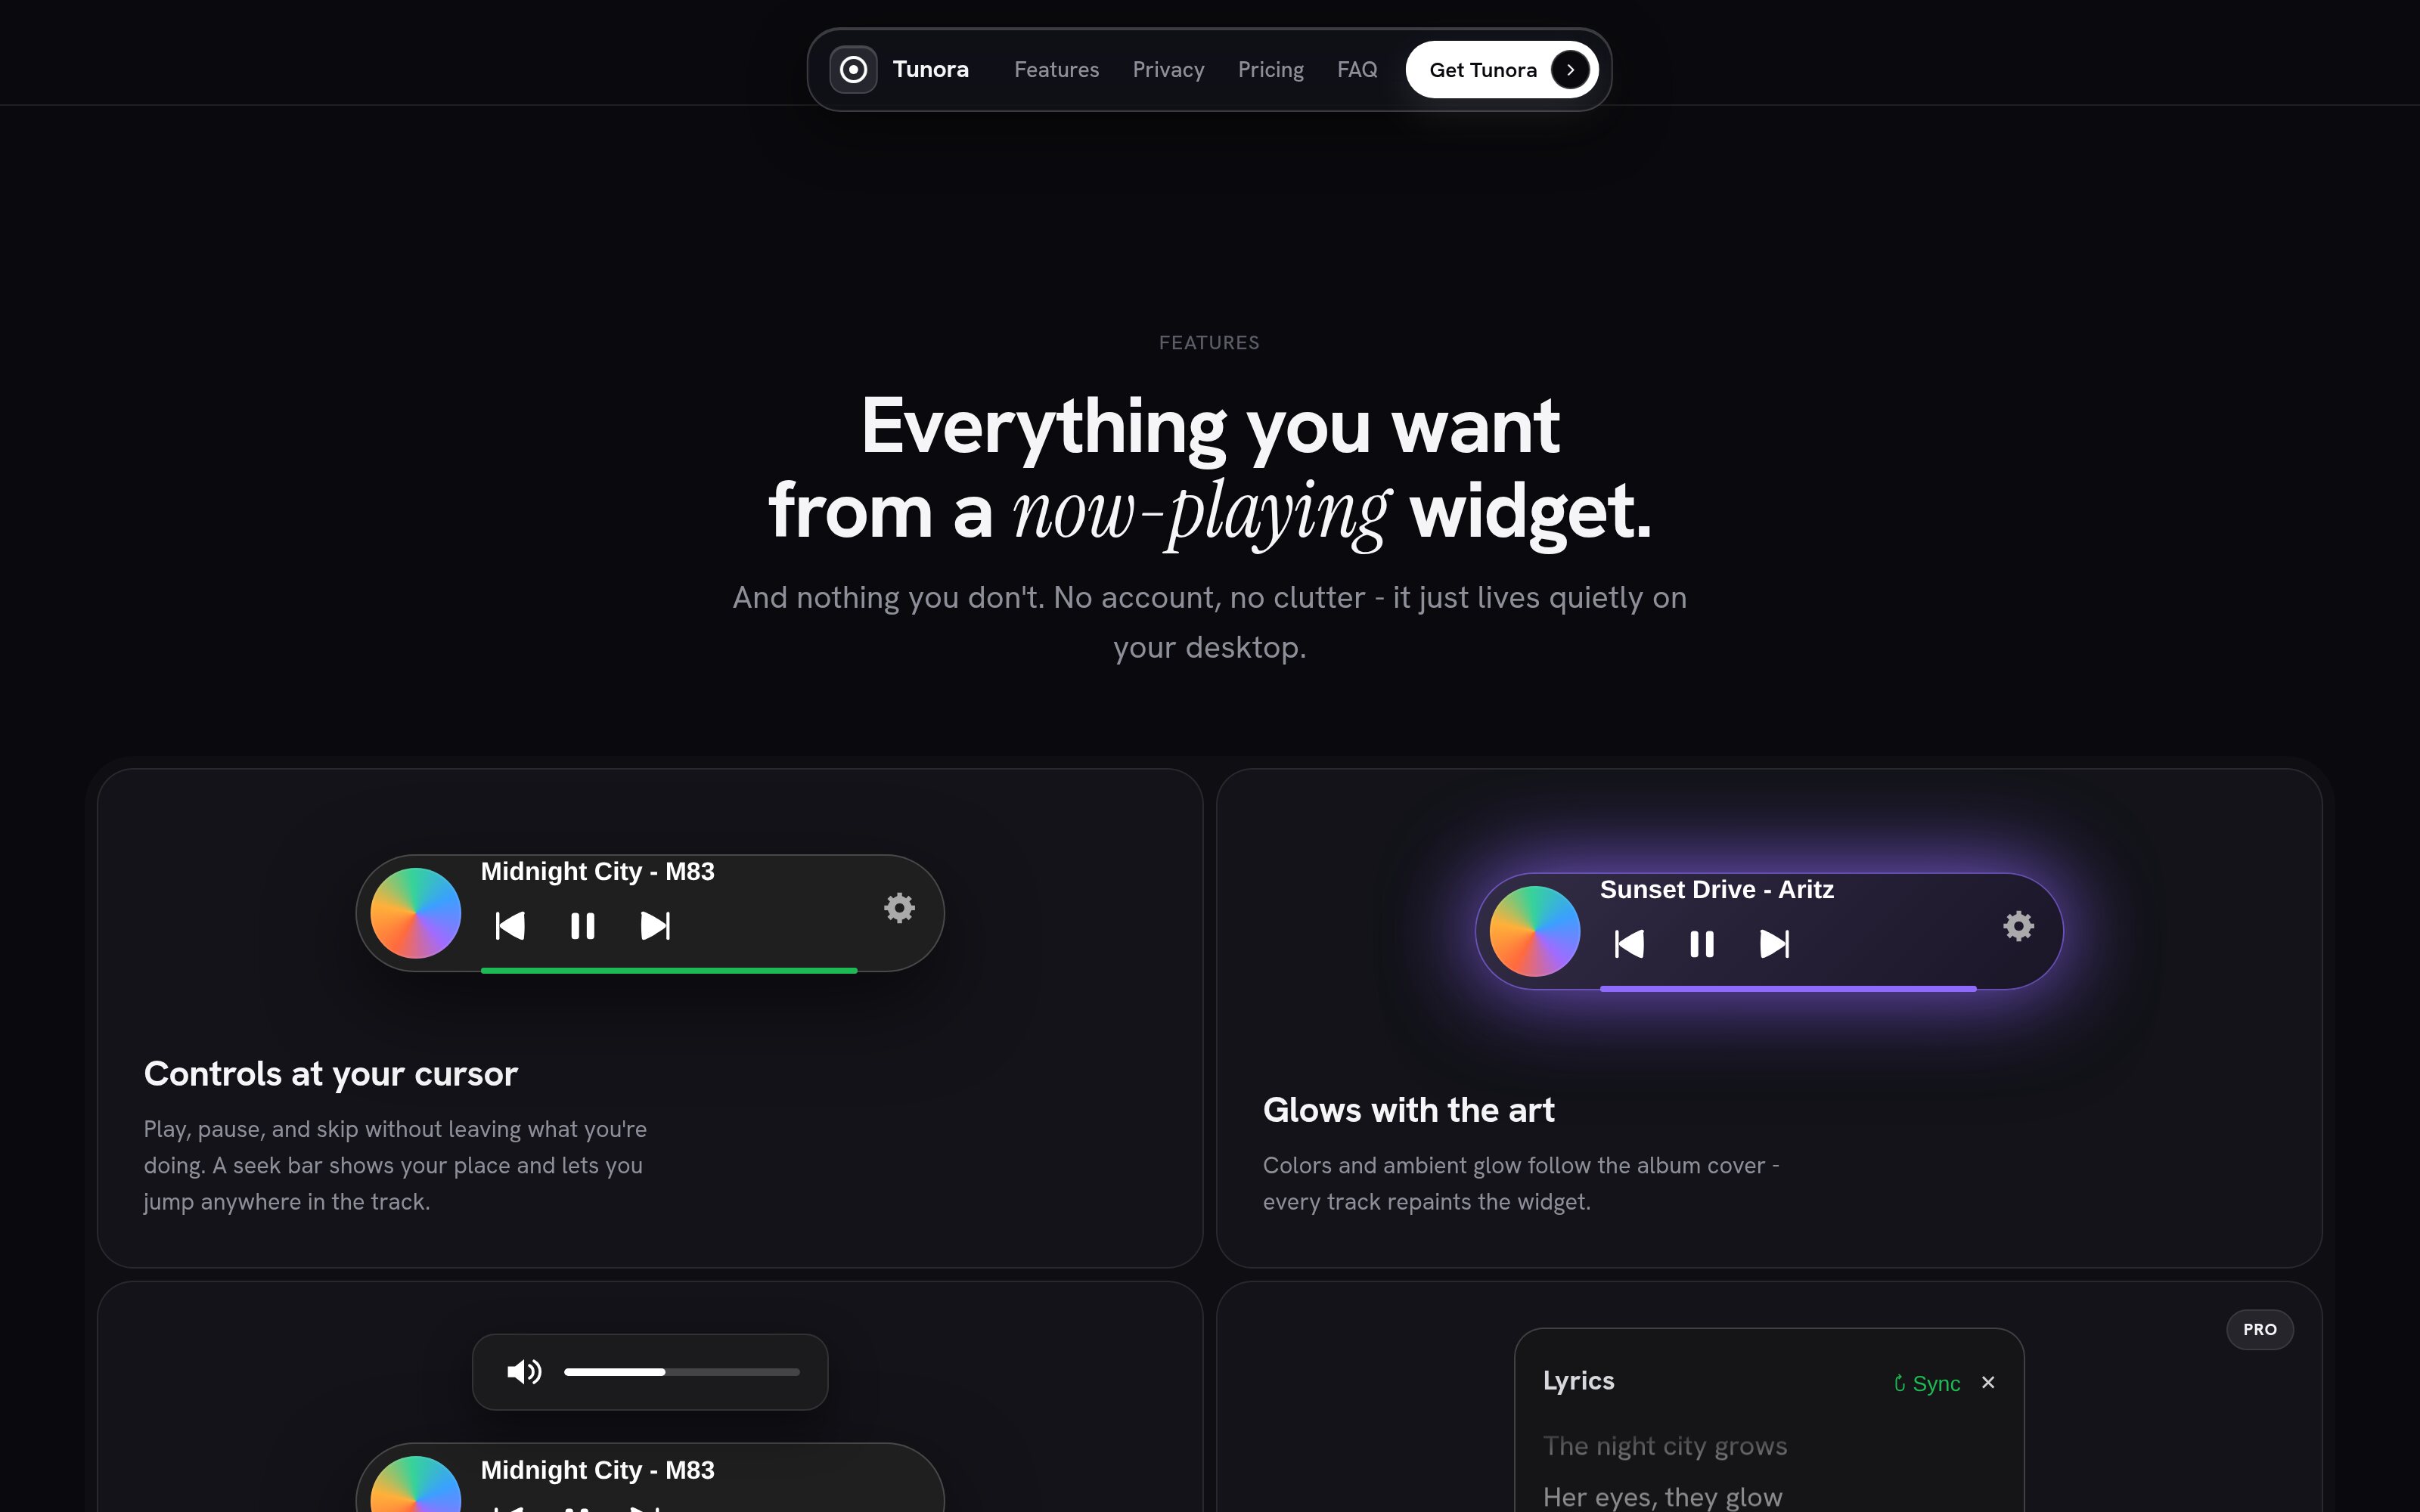 Tunora Features Privacy Pricing FAQ Get Tunora
FEATURES
Everything you want
from a now-playing widget.
And nothing you don't. No account, no clutter - it just lives quietly on
your desktop.
Midnight City - M83
Controls at your cursor
Play, pause, and skip without leaving what you're
doing. A seek bar shows your place and lets you
jump anywhere in the track.
Sunset Drive - Aritz
Glows with the art
Colors and ambient glow follow the album cover -
every track repaints the widget.
Midnight City - M83
PRO
Lyrics Sync
The night city grows
Her eyes, they glow